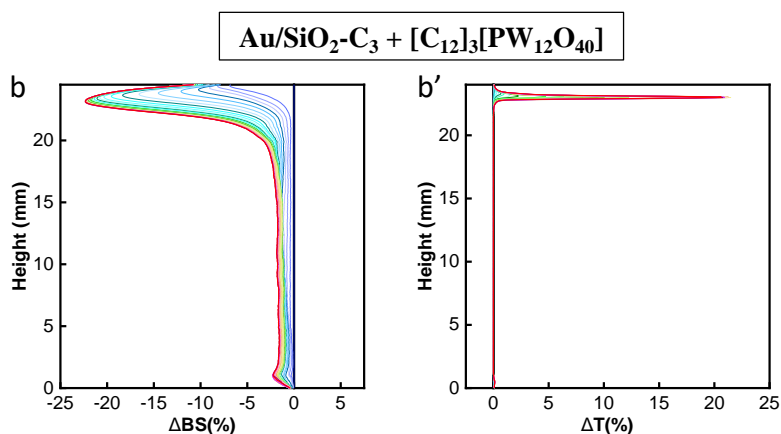 Au/SiO₂-C₃ + [C₁₂]₃[PW₁₂O₄₀]
b
b’
Height (mm)
20
15
10
5
0
-25 -20 -15 -10 -5 0 5
ΔBS(%)
Height (mm)
20
15
10
5
0
0 5 10 15 20 25
ΔT(%)